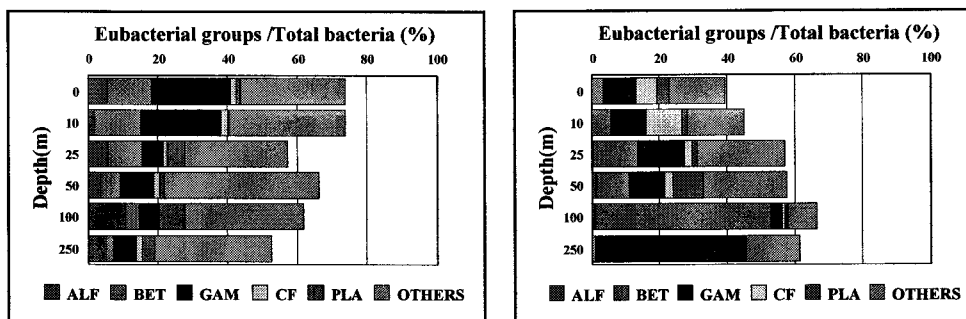 Eubacterial groups /Total bacteria (%)
0 20 40 60 80 100
Depth(m)
0
10
25
50
100
250
ALF BET GAM CF PLA OTHERS
Eubacterial groups /Total bacteria (%)
0 20 40 60 80 100
Depth(m)
0
10
25
50
100
250
ALF BET GAM CF PLA OTHERS